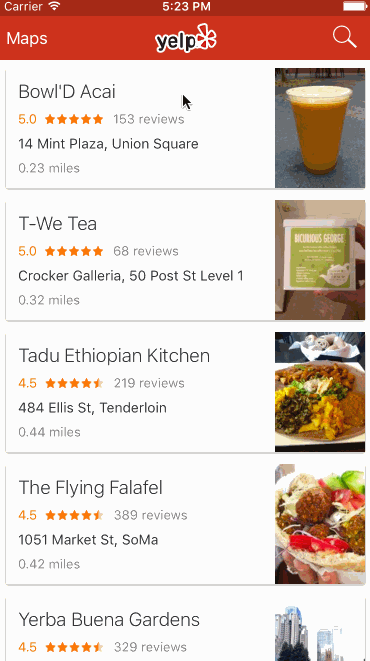 Carrier 5:23 PM
Maps yelp
Bowl'D Acai
5.0 153 reviews
14 Mint Plaza, Union Square
0.23 miles
T-We Tea
5.0 68 reviews
Crocker Galleria, 50 Post St Level 1
0.32 miles
BICURIOUS GEORGE
Tadu Ethiopian Kitchen
4.5 219 reviews
484 Ellis St, Tenderloin
0.44 miles
The Flying Falafel
4.5 389 reviews
1051 Market St, SoMa
0.42 miles
Yerba Buena Gardens
4.5 329 reviews